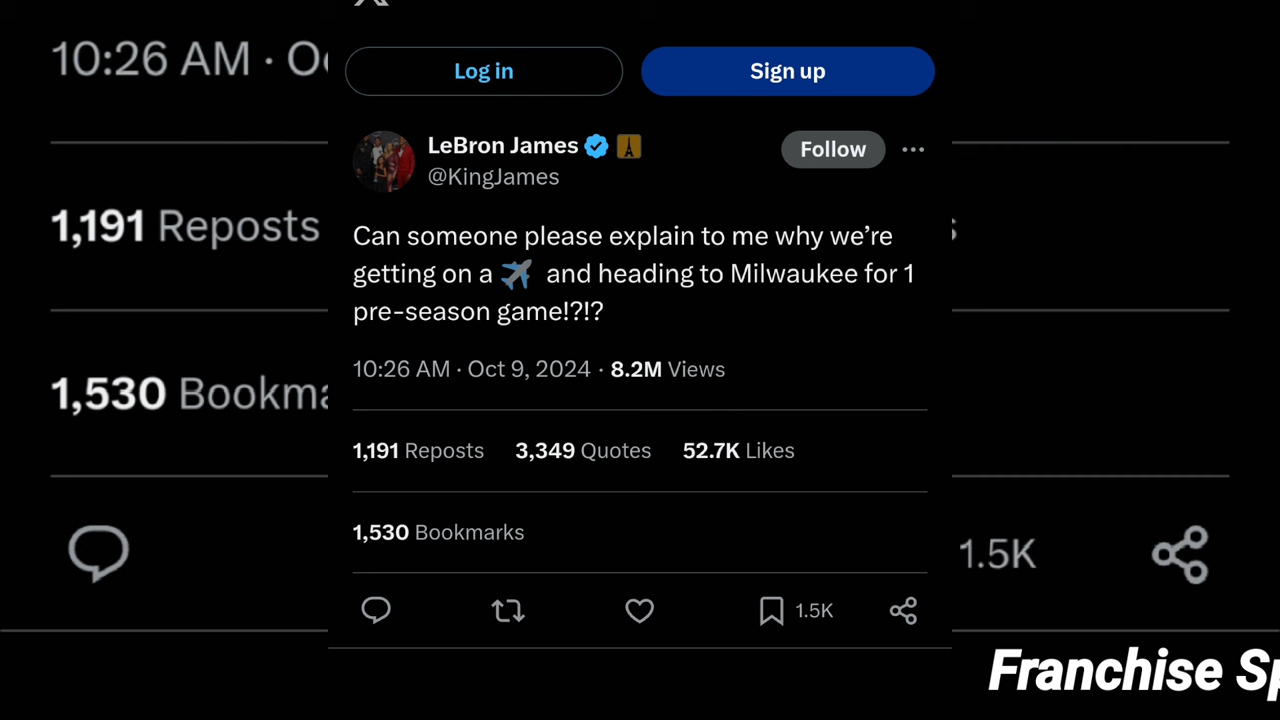 10:26 AM · O
1,191 Reposts
1,530 Bookma
1.5K
Log in
Sign up
LeBron James
Follow
@KingJames
Can someone please explain to me why we're
getting on a ✈️ and heading to Milwaukee for 1
pre-season game!?!?
10:26 AM · Oct 9, 2024 · 8.2M Views
1,191 Reposts 3,349 Quotes 52.7K Likes
1,530 Bookmarks
1.5K
Franchise Sp